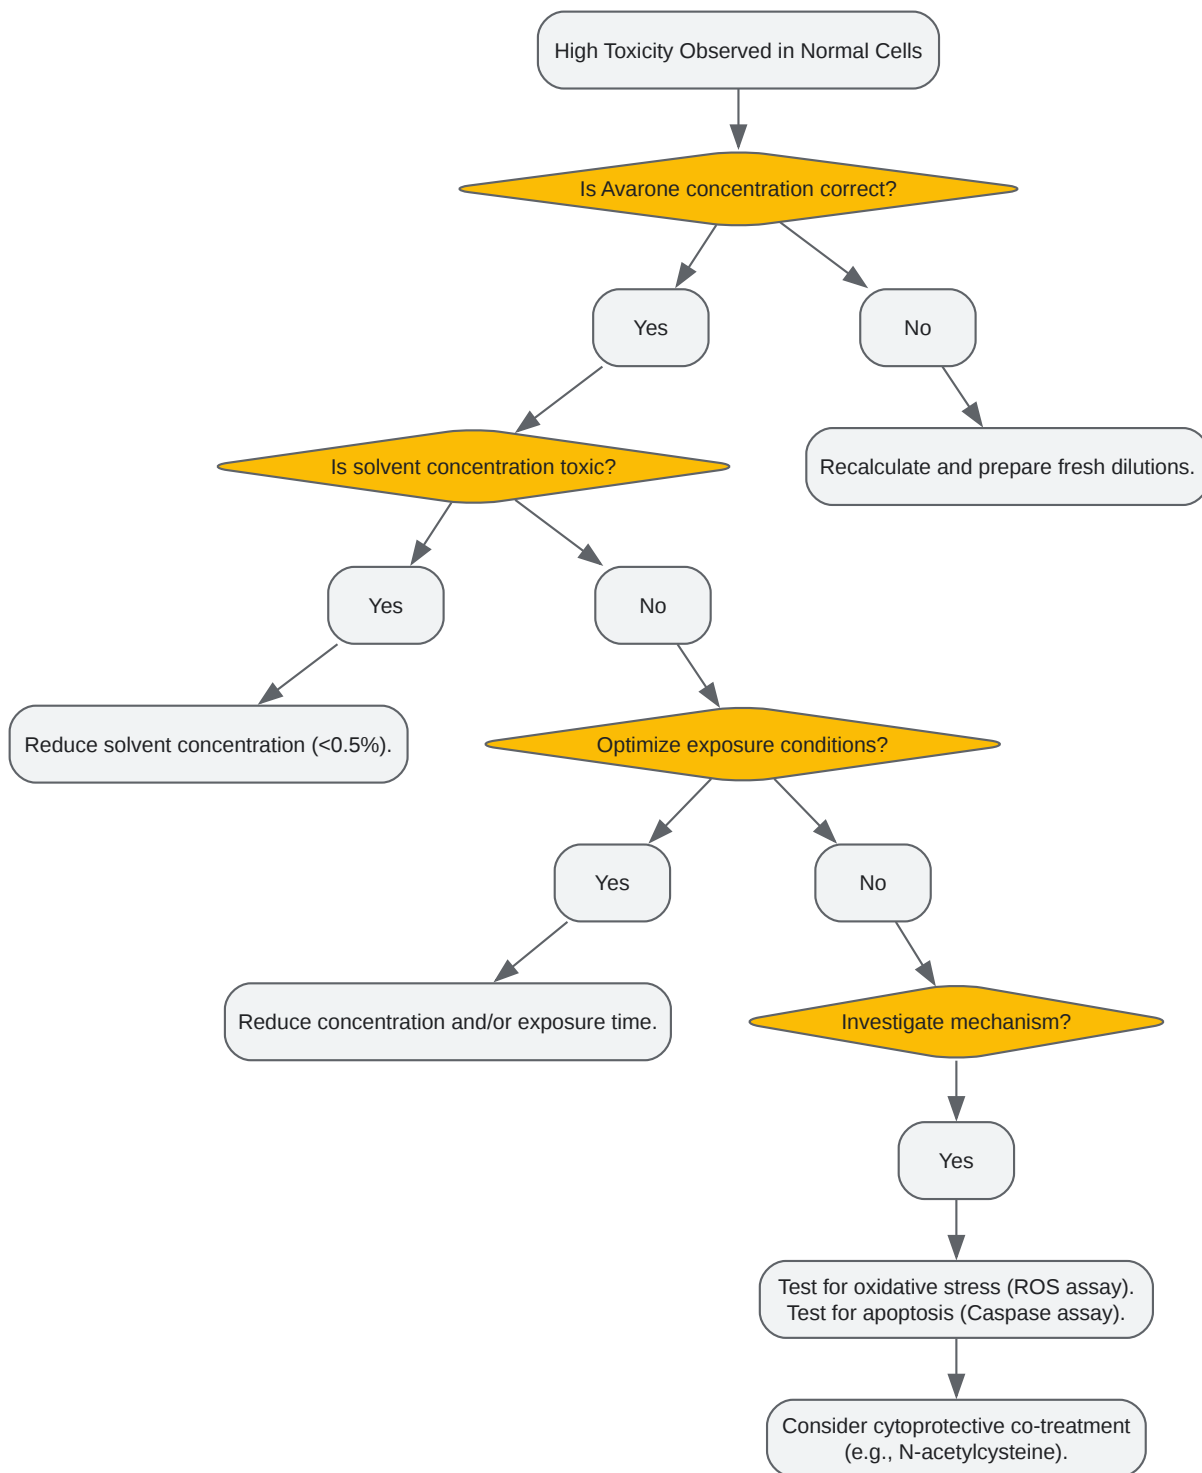 High Toxicity Observed in Normal Cells
Is Avarone concentration correct?
Yes
No
Is solvent concentration toxic?
Recalculate and prepare fresh dilutions.
Yes
No
Reduce solvent concentration (<0.5%).
Optimize exposure conditions?
Yes
No
Reduce concentration and/or exposure time.
Investigate mechanism?
Yes
Test for oxidative stress (ROS assay).
Test for apoptosis (Caspase assay).
Consider cytoprotective co-treatment
(e.g., N-acetylcysteine).